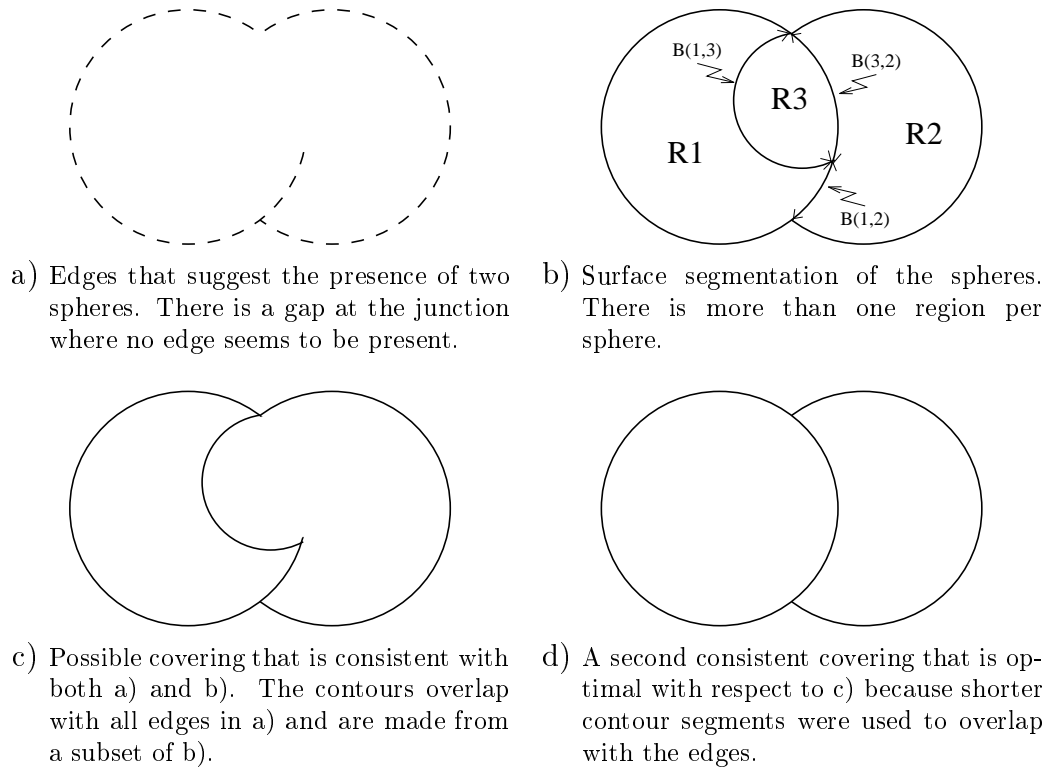 B(1,3)
B(3,2)
R3
R1
R2
B(1,2)
a) Edges that suggest the presence of two
spheres. There is a gap at the junction
where no edge seems to be present.
b) Surface segmentation of the spheres.
There is more than one region per
sphere.
c) Possible covering that is consistent with
both a) and b). The contours overlap
with all edges in a) and are made from
a subset of b).
d) A second consistent covering that is op-
timal with respect to c) because shorter
contour segments were used to overlap
with the edges.